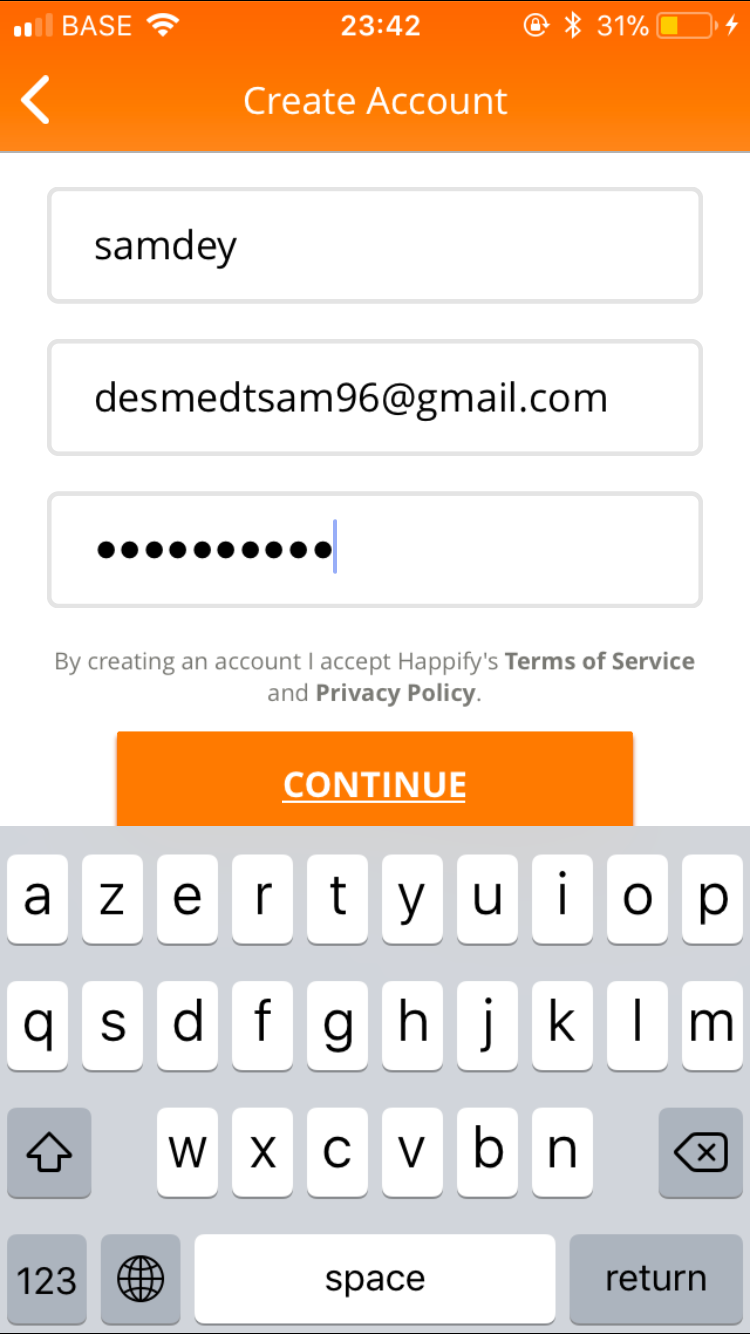 BASE 23:42 31%
Create Account
samdey
desmedtsam96@gmail.com
••••••••••
By creating an account I accept Happify's Terms of Service
and Privacy Policy.
CONTINUE
a z e r t y u i o p
q s d f g h j k l m
w x c v b n
123 space return